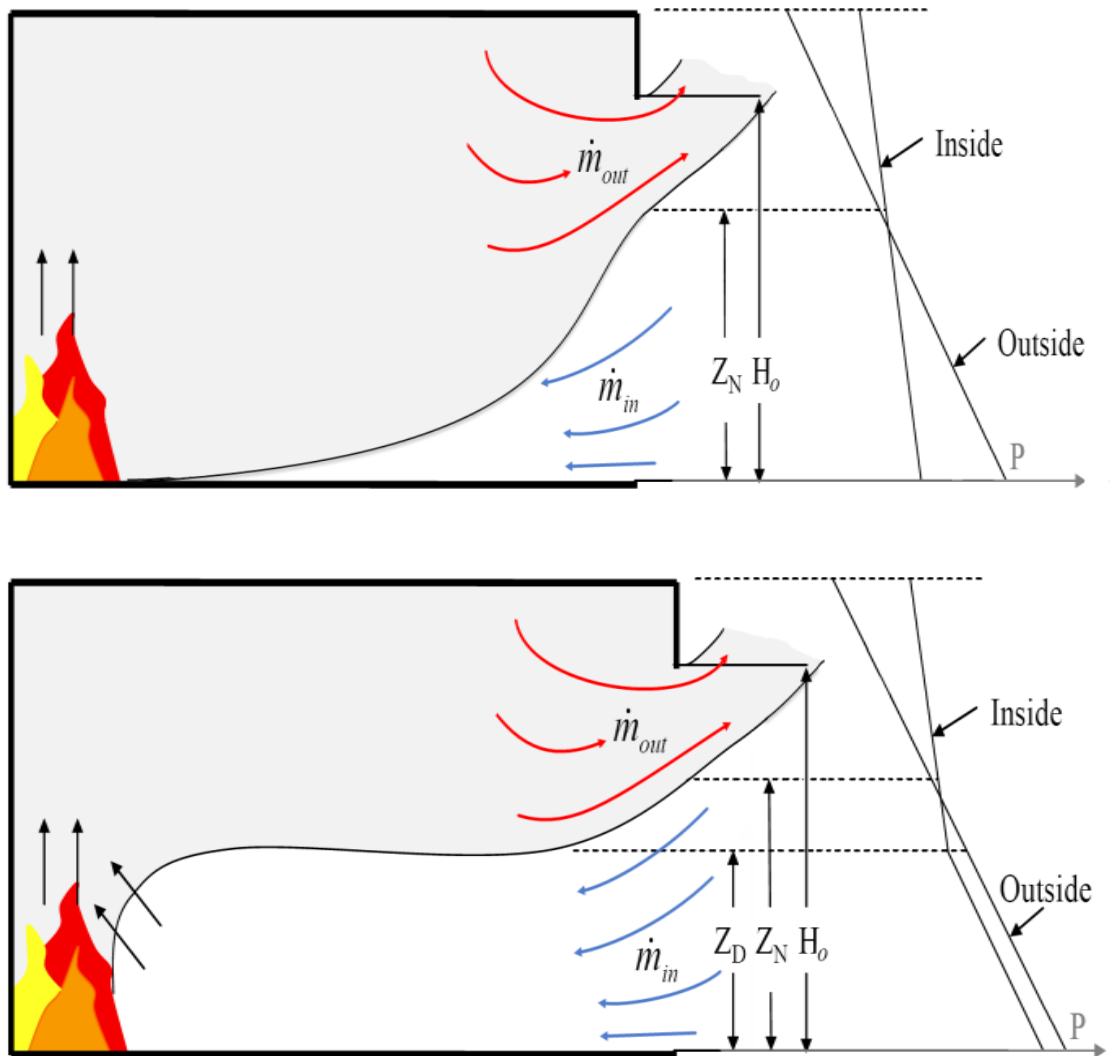 Inside
ṁout
Outside
ṁin
ZN Ho
P
Inside
ṁout
Outside
ZD ZN Ho
ṁin
P